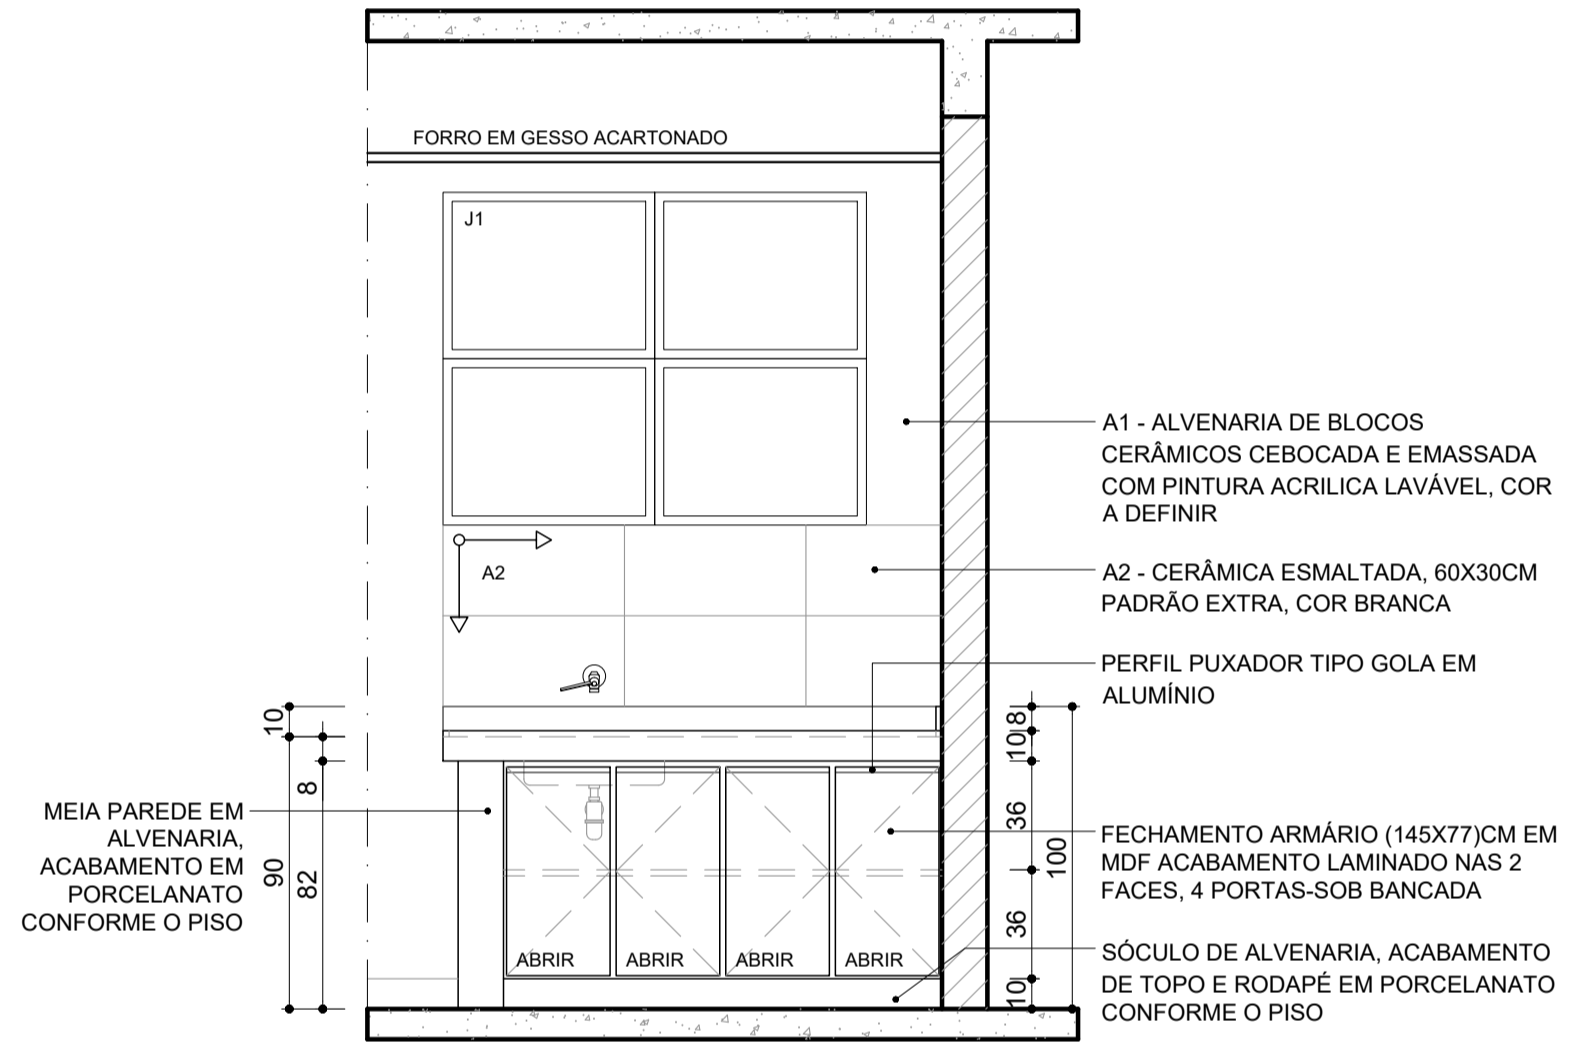 FORRO EM GESSO ACARTONADO
J1
A2
A1 - ALVENARIA DE BLOCOS
CERÂMICOS CEBOCADA E EMASSADA
COM PINTURA ACRILICA LAVÁVEL, COR
A DEFINIR
A2 - CERÂMICA ESMALTADA, 60X30CM
PADRÃO EXTRA, COR BRANCA
PERFIL PUXADOR TIPO GOLA EM
ALUMÍNIO
10
8
90
82
MEIA PAREDE EM
ALVENARIA,
ACABAMENTO EM
PORCELANATO
CONFORME O PISO
ABRIR
ABRIR
ABRIR
ABRIR
8
10
36
36
10
100
FECHAMENTO ARMÁRIO (145X77)CM EM
MDF ACABAMENTO LAMINADO NAS 2
FACES, 4 PORTAS-SOB BANCADA
SÓCULO DE ALVENARIA, ACABAMENTO
DE TOPO E RODAPÉ EM PORCELANATO
CONFORME O PISO